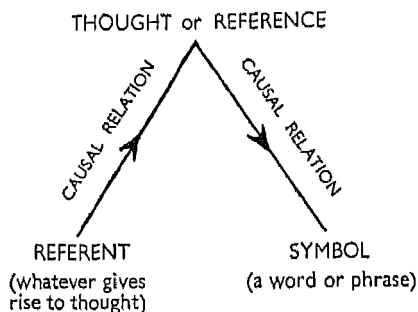 THOUGHT or REFERENCE
CAUSAL RELATION
CAUSAL RELATION
REFERENT
(whatever gives
rise to thought)
SYMBOL
(a word or phrase)